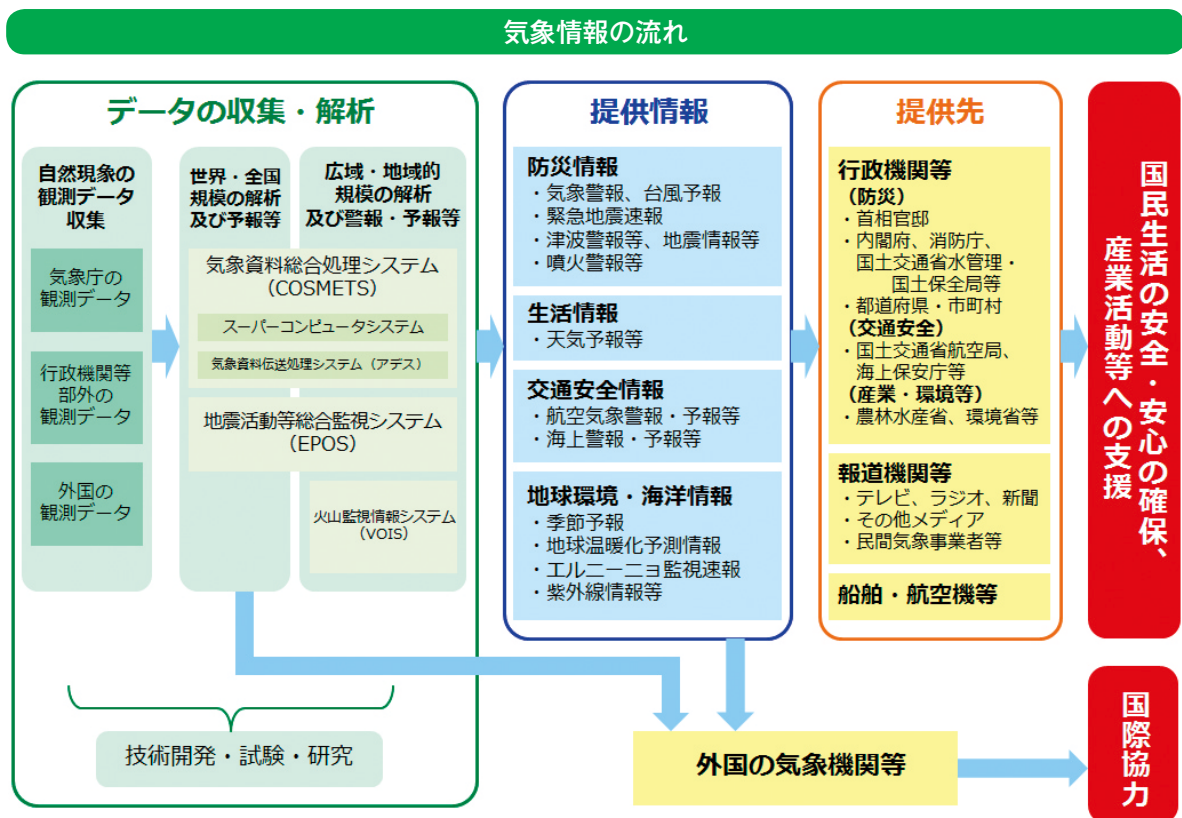 気象情報の流れ
データの収集・解析
自然現象の
観測データ
収集
気象庁の
観測データ
行政機関等
部外の
観測データ
外国の
観測データ
世界・全国
規模の解析
及び予報等
広域・地域的
規模の解析
及び警報・予報等
気象資料総合処理システム
（COSMETS）
スーパーコンピュータシステム
気象資料伝送処理システム（アデス）
地震活動等総合監視システム
（EPOS）
火山監視情報システム
（VOIS）
技術開発・試験・研究
提供情報
防災情報
・気象警報、台風予報
・緊急地震速報
・津波警報等、地震情報等
・噴火警報等
生活情報
・天気予報等
交通安全情報
・航空気象警報・予報等
・海上警報・予報等
地球環境・海洋情報
・季節予報
・地球温暖化予測情報
・エルニーニョ監視速報
・紫外線情報等
提供先
行政機関等
（防災）
・首相官邸
・内閣府、消防庁、
国土交通省水管理・
国土保全局等
・都道府県・市町村
（交通安全）
・国土交通省航空局、
海上保安庁等
（産業・環境等）
・農林水産省、環境省等
報道機関等
・テレビ、ラジオ、新聞
・その他メディア
・民間気象事業者等
船舶・航空機等
国民生活の安全・安心の確保、
産業活動等への支援
外国の気象機関等
国際協力